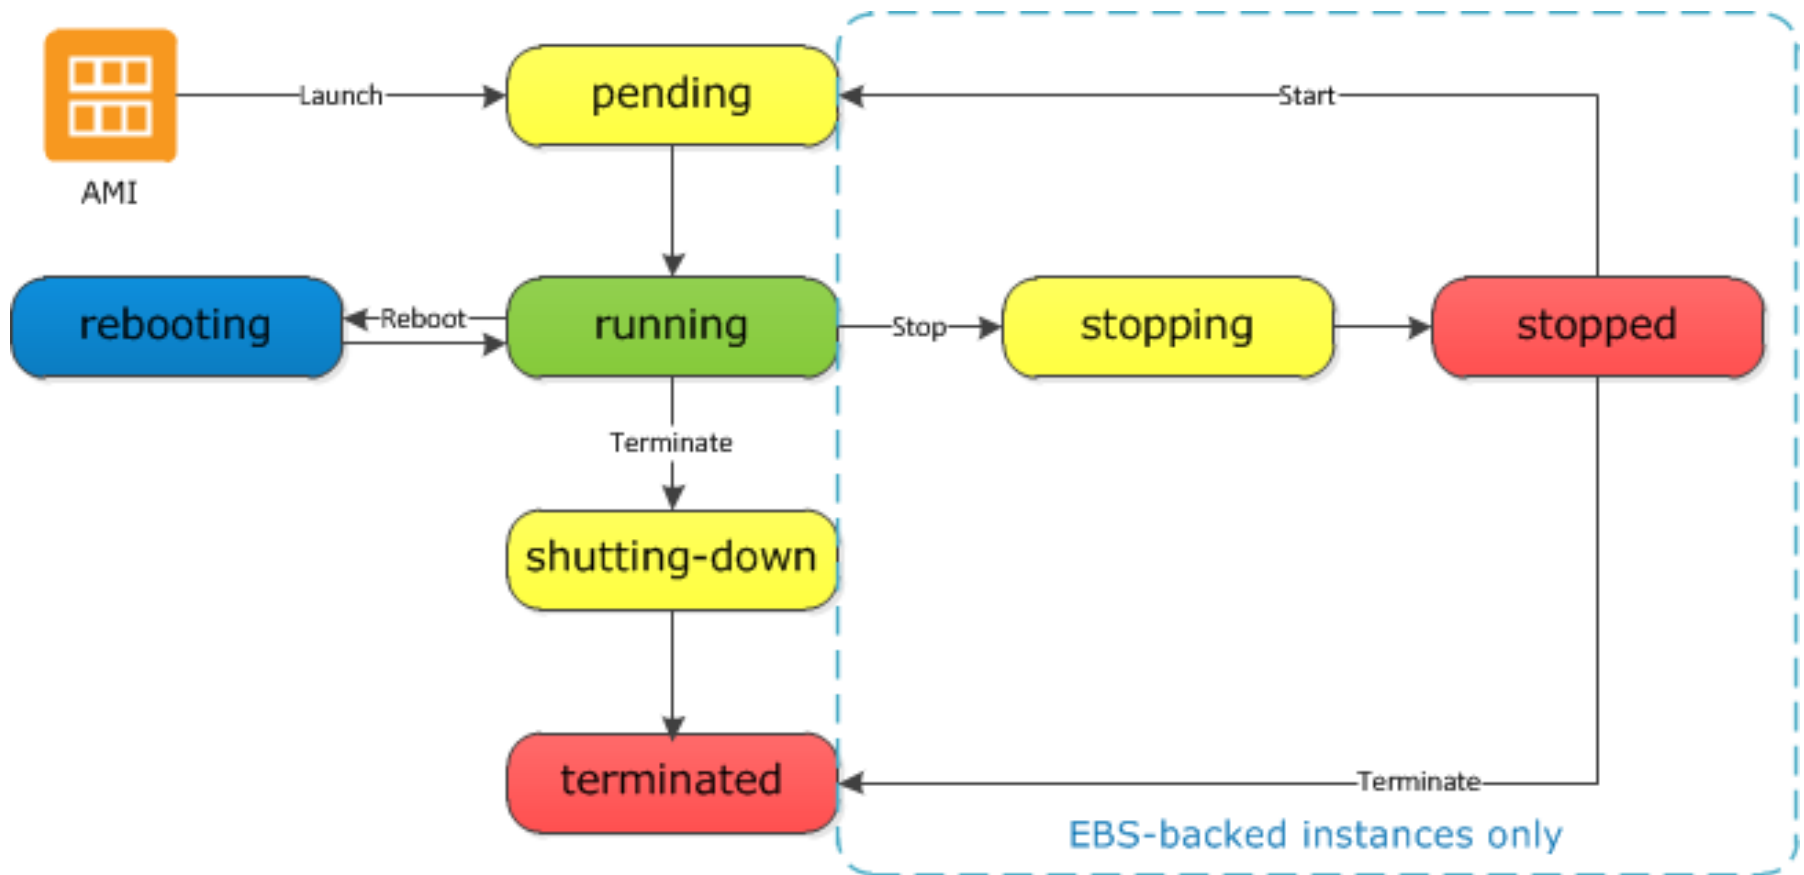 Launch
pending
Start
AMI
rebooting
Reboot
running
Stop
stopping
stopped
Terminate
shutting-down
terminated
Terminate
EBS-backed instances only